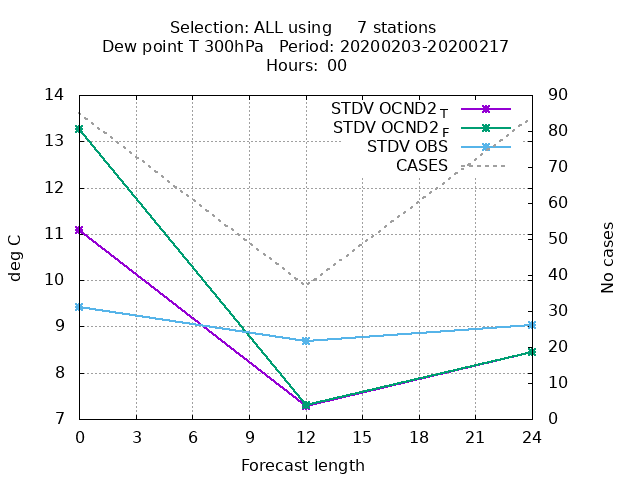 Selection: ALL using     7 stations
Dew point T 300hPa   Period: 20200203-20200217
Hours:  00
STDV OCND2_T
STDV OCND2_F
STDV OBS
CASES
14
13
12
11
10
9
8
7
deg C
90
80
70
60
50
40
30
20
10
0
No cases
0 3 6 9 12 15 18 21 24
Forecast length